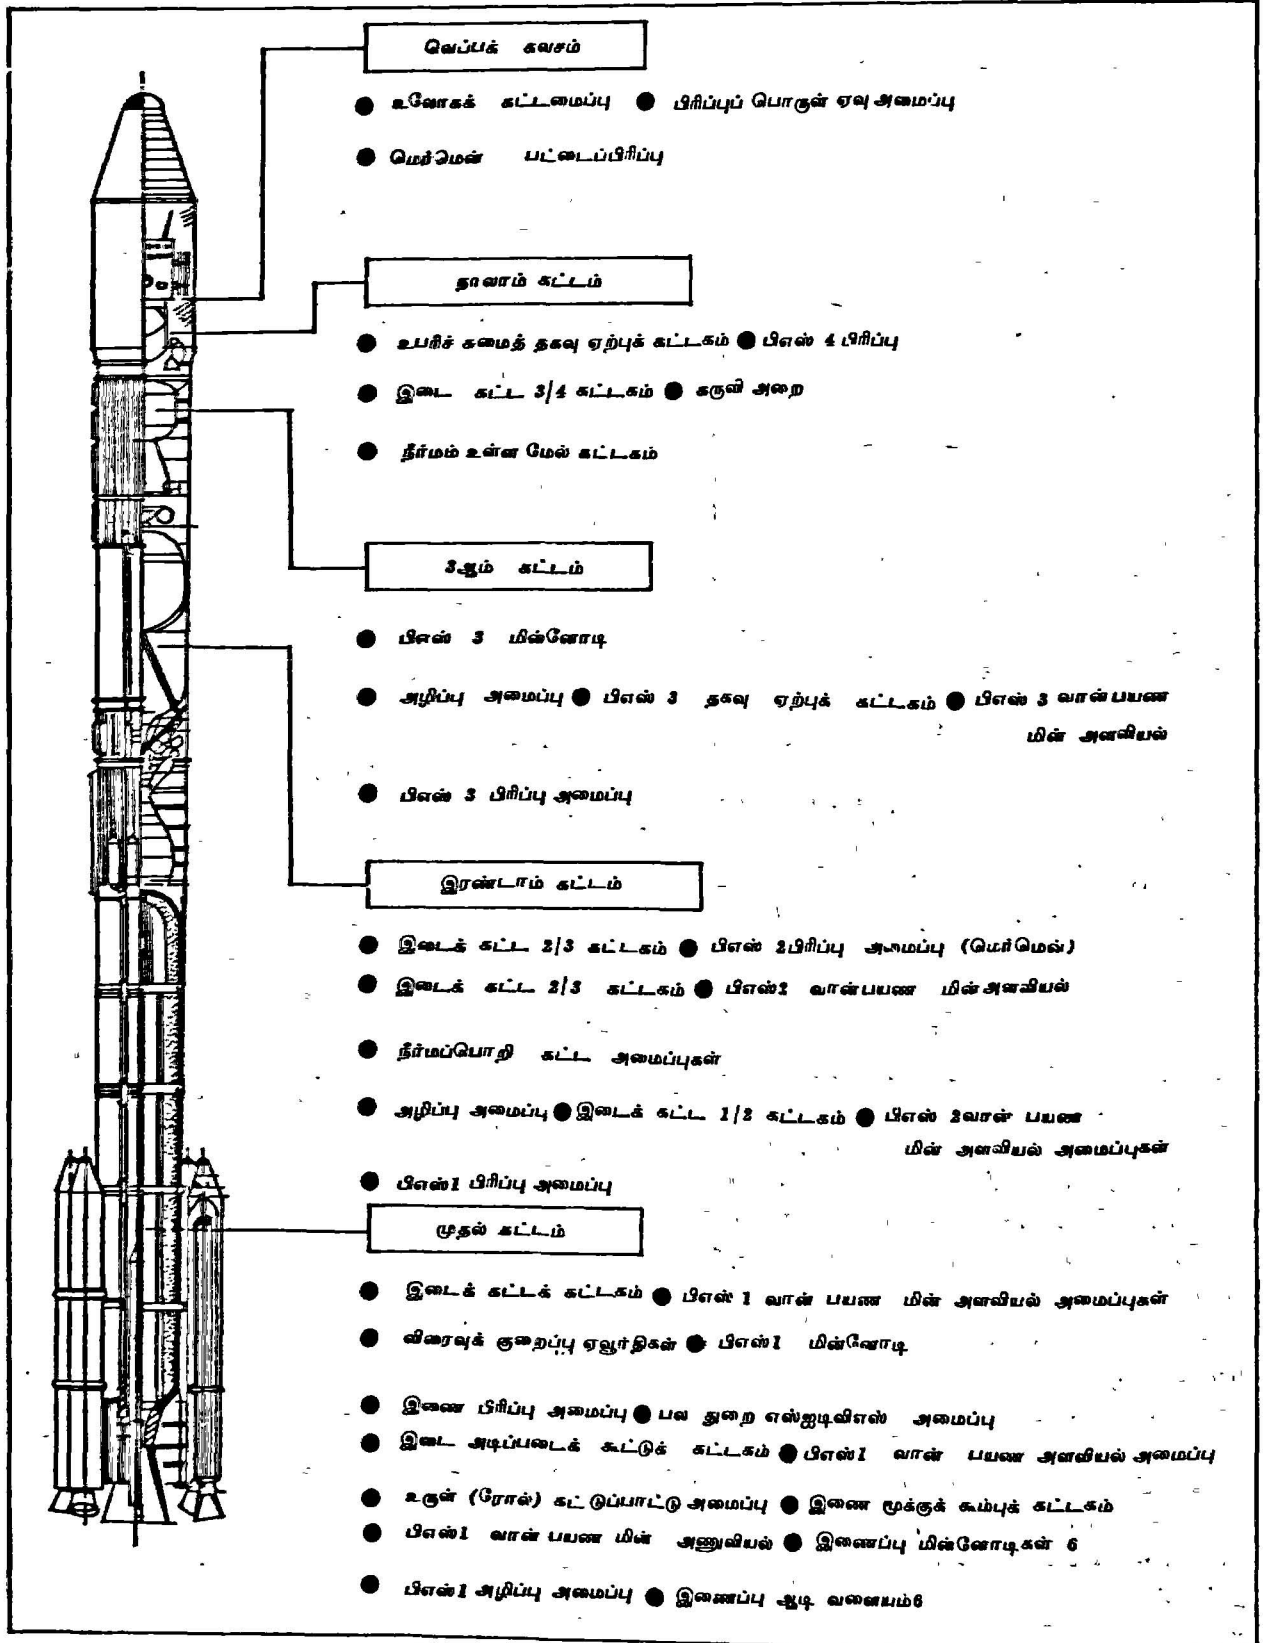 வெப்பக் கவசம்
● உலோகக் கட்டமைப்பு ● பிரிப்புப் பொருள் ஏவு அமைப்பு
● மெர்மென் பட்டைப்பிரிப்பு
நாலாம் கட்டம்
● உபரிச் சுமைத் தகவு ஏற்புக் கட்டகம் ● பிஎஸ் 4 பிரிப்பு
● இடை கட்ட 3/4 கட்டகம் ● கருவி அறை
● நீர்மம் உள்ள மேல் கட்டகம்
3ஆம் கட்டம்
● பிஎஸ் 3 மின்னோடி
● அழிப்பு அமைப்பு ● பிஎஸ் 3 தகவு ஏற்புக் கட்டகம் ● பிஎஸ் 3 வான் பயண
மின் அளவியல்
● பிஎஸ் 3 பிரிப்பு அமைப்பு
இரண்டாம் கட்டம்
● இடைக் கட்ட 2/3 கட்டகம் ● பிஎஸ் 2பிரிப்பு அமைப்பு (மெர்மெல்)
● இடைக் கட்ட 2/3 கட்டகம் ● பிஎஸ்2 வான்பயண மின்அளவியல்
● நீர்மப்பொறி கட்ட அமைப்புகள்
● அழிப்பு அமைப்பு ● இடைக் கட்ட 1/2 கட்டகம் ● பிஎஸ் 2வான் பயண
மின் அளவியல் அமைப்புகள்
● பிஎஸ்1 பிரிப்பு அமைப்பு
முதல் கட்டம்
● இடைக் கட்டக் கட்டகம் ● பிஎஸ் 1 வான் பயண மின் அளவியல் அமைப்புகள்
● விரைவுக் குறைப்பு ஏவூர்திகள் ● பிஎஸ்1 மின்னோடி
● இணை பிரிப்பு அமைப்பு ● பல துறை எஸ்ஐடிவிஎஸ் அமைப்பு
● இடை அடிப்படைக் கூட்டுக் கட்டகம் ● பிஎஸ்1 வான் பயண அளவியல் அமைப்பு
● உருள் (ரோல்) கட்டுப்பாட்டு அமைப்பு ● இணை மூக்குக் கூம்புக் கட்டகம்
● பிஎஸ்1 வான் பயண மின் அணுவியல் ● இணைப்பு மின்னோடிகள் 6
● பிஎஸ்1 அழிப்பு அமைப்பு ● இணைப்பு ஆடி வளையம்6